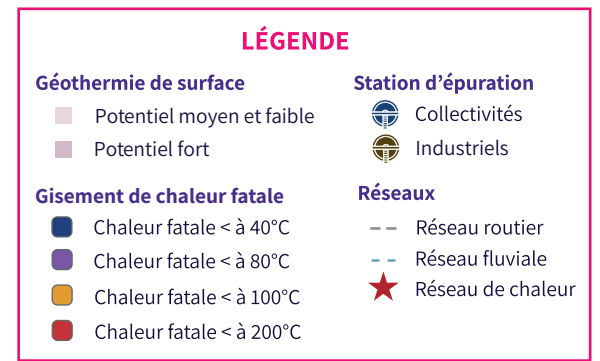 LÉGENDE
Géothermie de surface
Potentiel moyen et faible
Potentiel fort
Gisement de chaleur fatale
Chaleur fatale < à 40°C
Chaleur fatale < à 80°C
Chaleur fatale < à 100°C
Chaleur fatale < à 200°C
Station d’épuration
Collectivités
Industriels
Réseaux
Réseau routier
Réseau fluviale
Réseau de chaleur